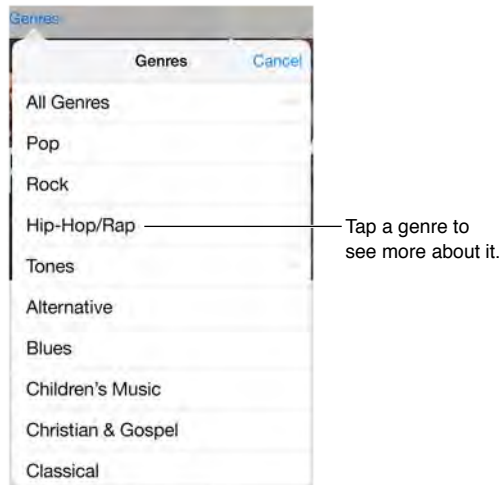 Genres
Genres Cancel
All Genres
Pop
Rock
Hip-Hop/Rap
Tap a genre to
see more about it.
Tones
Alternative
Blues
Children's Music
Christian & Gospel
Classical